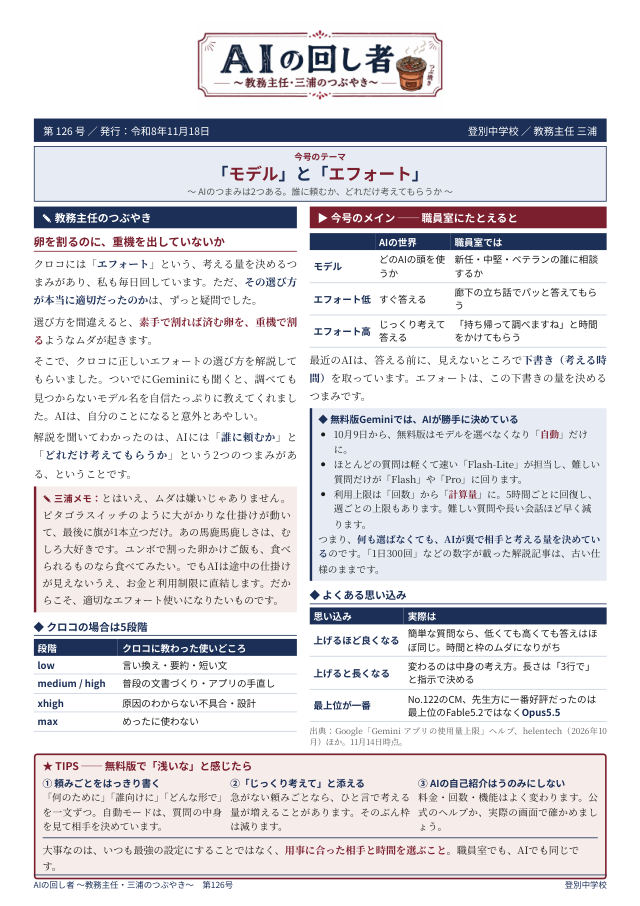 AIの回し者
～教務主任・三浦のつぶやき～
つぶ焼き
第 126 号 ／ 発行：令和8年11月18日
登別中学校 ／ 教務主任 三浦
今号のテーマ
「モデル」と「エフォート」
～ AIのつまみは2つある。誰に頼むか、どれだけ考えてもらうか ～
✎ 教務主任のつぶやき
卵を割るのに、重機を出していないか
クロコには「エフォート」という、考える量を決めるつ
まみがあり、私も毎日回しています。ただ、その選び方
が本当に適切だったのかは、ずっと疑問でした。
選び方を間違えると、素手で割れば済む卵を、重機で割
るようなムダが起きます。
そこで、クロコに正しいエフォートの選び方を解説して
もらいました。ついでにGeminiにも聞くと、調べても
見つからないモデル名を自信たっぷりに教えてくれまし
た。AIは、自分のことになると意外とあやしい。
解説を聞いてわかったのは、AIには「誰に頼むか」と
「どれだけ考えてもらうか」という2つのつまみがあ
る、ということです。
✎ 三浦メモ：とはいえ、ムダは嫌いじゃありません。
ピタゴラスイッチのように大がかりな仕掛けが動い
て、最後に旗が1本立つだけ。あの馬鹿馬鹿しさは、む
しろ大好きです。ユンボで割った卵かけご飯も、食べ
られるものなら食べてみたい。でもAIは途中の仕掛け
が見えないうえ、お金と利用制限に直結します。だか
らこそ、適切なエフォート使いになりたいものです。
◆ クロコの場合は5段階
段階 クロコに教わった使いどころ
low 言い換え・要約・短い文
medium / high 普段の文書づくり・アプリの手直し
xhigh 原因のわからない不具合・設計
max めったに使わない
▶ 今号のメイン ── 職員室にたとえると
AIの世界 職員室では
モデル どのAIの頭を使うか 新任・中堅・ベテランの誰に相談するか
エフォート低 すぐ答える 廊下の立ち話でパッと答えてもらう
エフォート高 じっくり考えて答える 「持ち帰って調べますね」と時間をかけてもらう
最近のAIは、答える前に、見えないところで下書き（考える時
間）を取っています。エフォートは、この下書きの量を決める
つまみです。
◆ 無料版Geminiでは、AIが勝手に決めている
● 10月9日から、無料版はモデルを選べなくなり「自動」だけ
に。
● ほとんどの質問は軽くて速い「Flash-Lite」が担当し、難しい
質問だけが「Flash」や「Pro」に回ります。
● 利用上限は「回数」から「計算量」に。5時間ごとに回復し、
週ごとの上限もあります。難しい質問や長い会話ほど早く減
ります。
つまり、何も選ばなくても、AIが裏で相手と考える量を決めてい
るのです。「1日300回」などの数字が載った解説記事は、古い仕
様のままです。
◆ よくある思い込み
思い込み 実際は
上げるほど良くなる 簡単な質問なら、低くても高くても答えはほぼ同じ。時間と枠のムダになりがち
上げると長くなる 変わるのは中身の考え方。長さは「3行で」と指示で決める
最上位が一番 No.122のCM、先生方に一番好評だったのは最上位のFable5.2ではなくOpus5.5
出典：Google「Gemini アプリの使用量上限」ヘルプ、helentech（2026年10
月）ほか。11月14日時点。
★ TIPS ── 無料版で「浅いな」と感じたら
① 頼みごとをはっきり書く
「何のために」「誰向けに」「どんな形で」
を一文ずつ。自動モードは、質問の中身
を見て相手を決めています。
② 「じっくり考えて」と添える
急がない頼みごとなら、ひと言で考える
量が増えることがあります。そのぶん枠
は減ります。
③ AIの自己紹介はうのみにしない
料金・回数・機能はよく変わります。公
式のヘルプか、実際の画面で確かめまし
ょう。
大事なのは、いつも最強の設定にすることではなく、用事に合った相手と時間を選ぶこと。職員室でも、AIでも同じで
す。
AIの回し者 ～教務主任・三浦のつぶやき～ 第126号
登別中学校